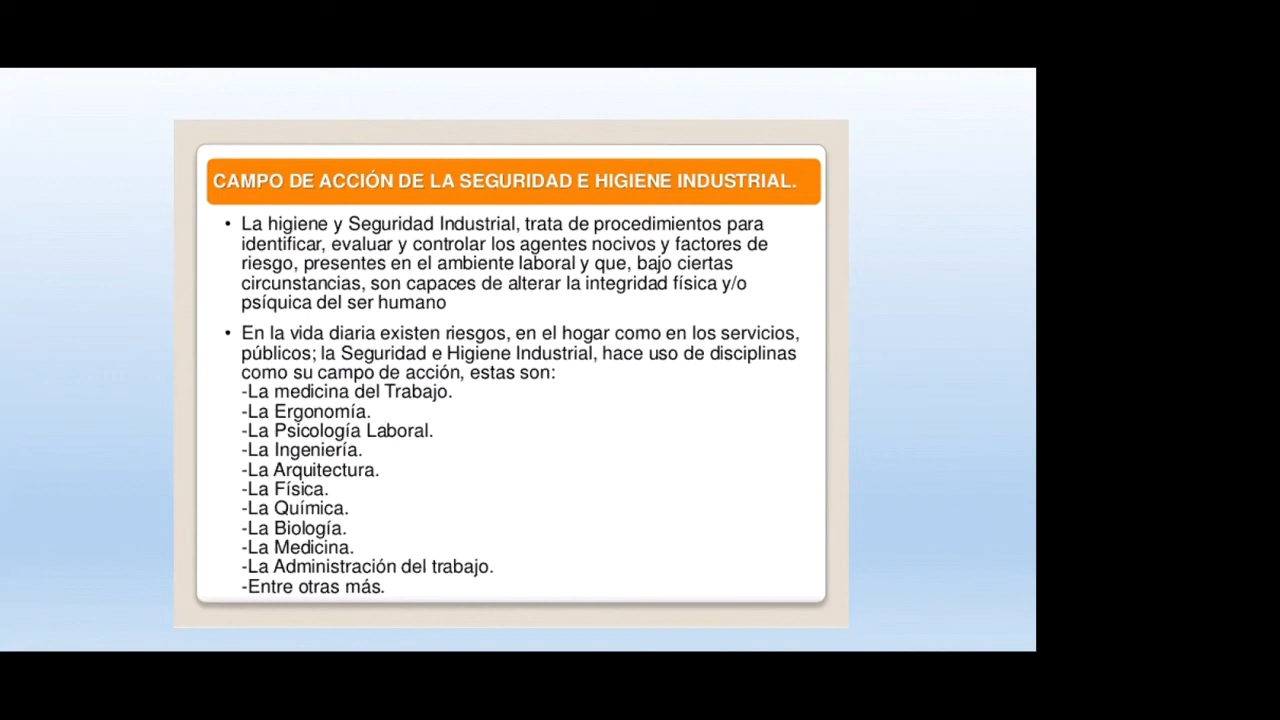 CAMPO DE ACCIÓN DE LA SEGURIDAD E HIGIENE INDUSTRIAL.
• La higiene y Seguridad Industrial, trata de procedimientos para
identificar, evaluar y controlar los agentes nocivos y factores de
riesgo, presentes en el ambiente laboral y que, bajo ciertas
circunstancias, son capaces de alterar la integridad física y/o
psíquica del ser humano
• En la vida diaria existen riesgos, en el hogar como en los servicios,
públicos; la Seguridad e Higiene Industrial, hace uso de disciplinas
como su campo de acción, estas son:
-La medicina del Trabajo.
-La Ergonomía.
-La Psicología Laboral.
-La Ingeniería.
-La Arquitectura.
-La Física.
-La Química.
-La Biología.
-La Medicina.
-La Administración del trabajo.
-Entre otras más.